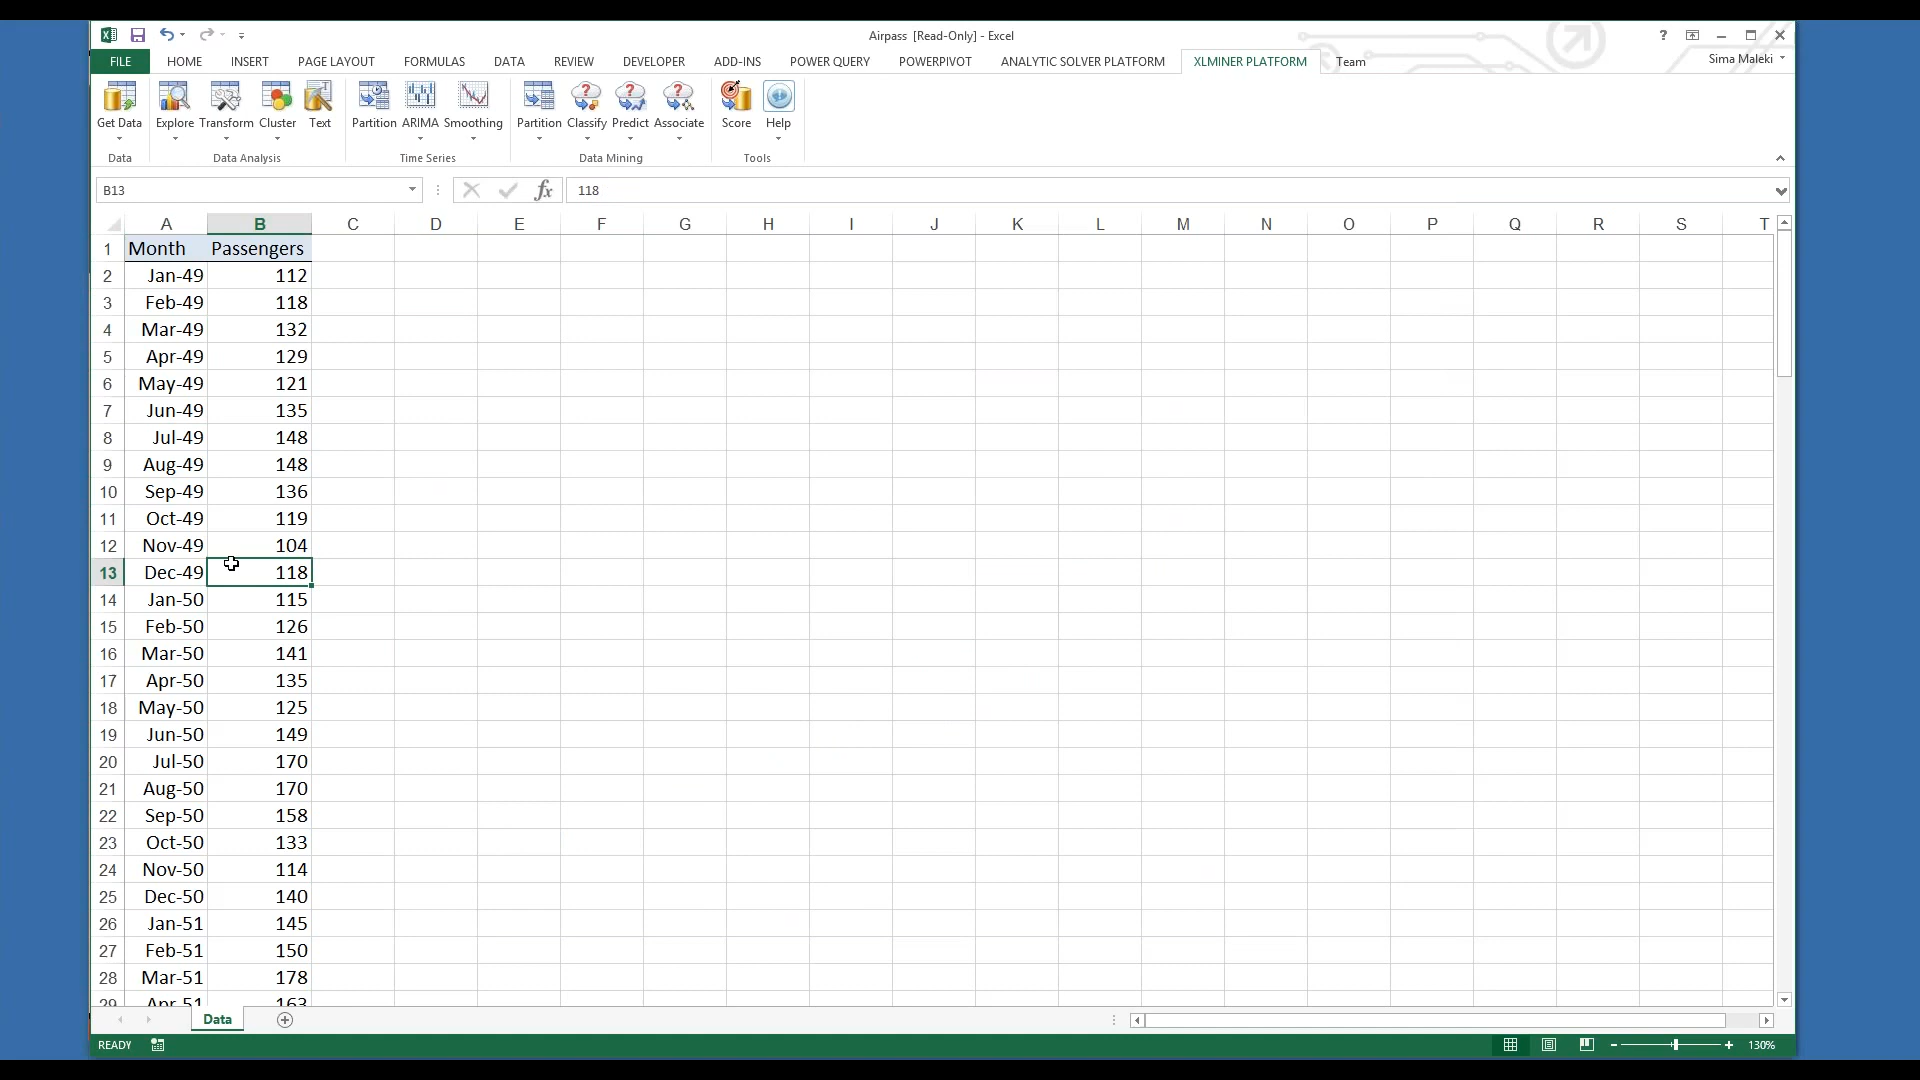 Airpass [Read-Only] - Excel
FILE HOME INSERT PAGE LAYOUT FORMULAS DATA REVIEW DEVELOPER ADD-INS POWER QUERY POWERPIVOT ANALYTIC SOLVER PLATFORM XLMINER PLATFORM Team Sima Maleki
Get Data Explore Transform Cluster Text Partition ARIMA Smoothing Partition Classify Predict Associate Score Help
Data Data Analysis Time Series Data Mining Tools
B13 fx 118
A B C D E F G H I J K L M N O P Q R S T
1 Month Passengers
2 Jan-49 112
3 Feb-49 118
4 Mar-49 132
5 Apr-49 129
6 May-49 121
7 Jun-49 135
8 Jul-49 148
9 Aug-49 148
10 Sep-49 136
11 Oct-49 119
12 Nov-49 104
13 Dec-49 118
14 Jan-50 115
15 Feb-50 126
16 Mar-50 141
17 Apr-50 135
18 May-50 125
19 Jun-50 149
20 Jul-50 170
21 Aug-50 170
22 Sep-50 158
23 Oct-50 133
24 Nov-50 114
25 Dec-50 140
26 Jan-51 145
27 Feb-51 150
28 Mar-51 178
29 Apr-51 163
Data
READY 130%